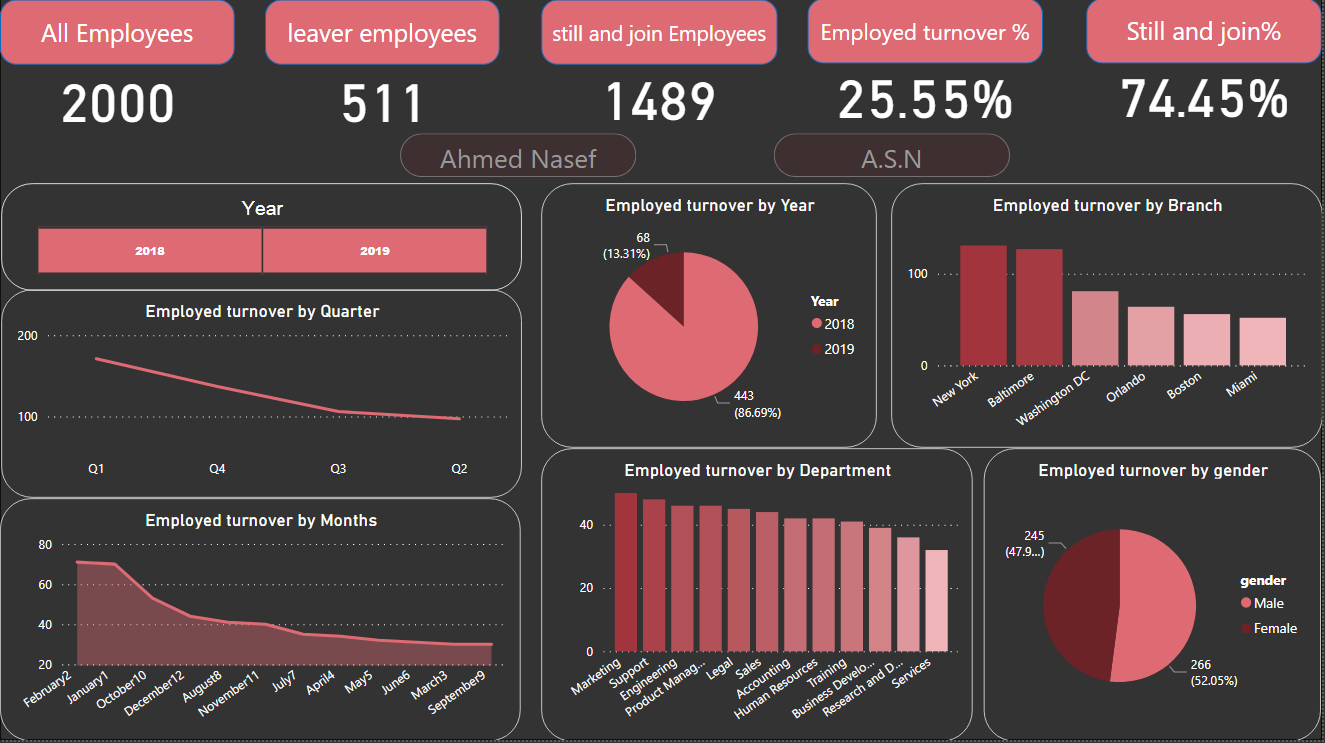 All Employees
leaver employees
still and join Employees
Employed turnover %
Still and join%
2000
511
1489
25.55%
74.45%
Ahmed Nasef
A.S.N
Year
2018
2019
Employed turnover by Quarter
200
100
Q1
Q4
Q3
Q2
Employed turnover by Months
80
60
40
20
February2
January1
October10
December12
August8
November11
July7
April4
May5
June6
March3
September9
Employed turnover by Year
68
(13.31%)
443
(86.69%)
Year
2018
2019
Employed turnover by Branch
100
0
New York
Baltimore
Washington DC
Orlando
Boston
Miami
Employed turnover by Department
40
20
0
Marketing
Support
Engineering
Product Manag...
Legal
Sales
Accounting
Human Resources
Training
Business Develo...
Research and D...
Services
Employed turnover by gender
245
(47.9...)
266
(52.05%)
gender
Male
Female